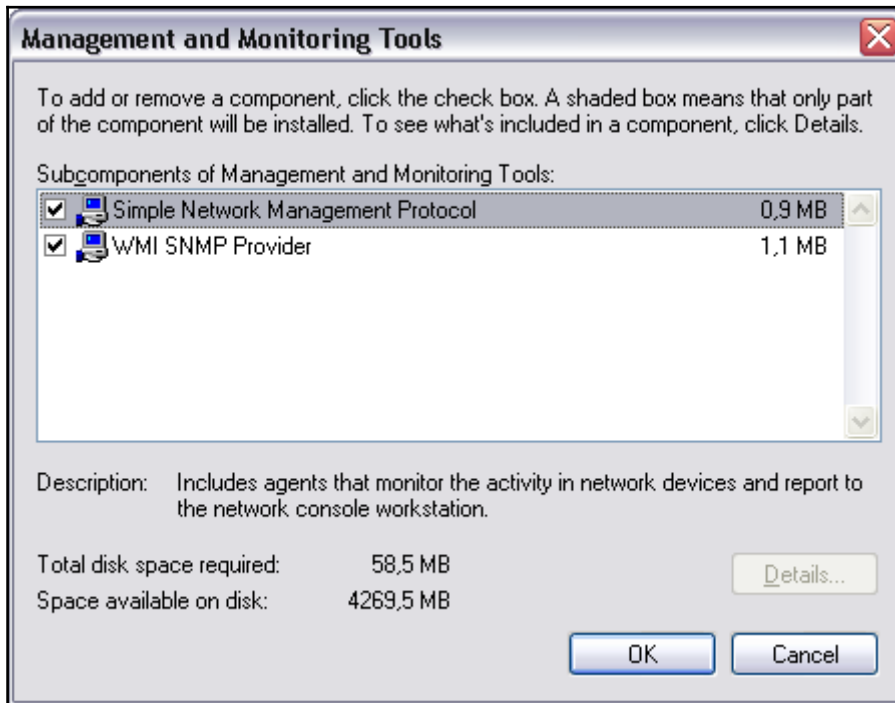 Management and Monitoring Tools
To add or remove a component, click the check box. A shaded box means that only part
of the component will be installed. To see what's included in a component, click Details.
Subcomponents of Management and Monitoring Tools:
Simple Network Management Protocol 0,9 MB
WMI SNMP Provider 1,1 MB
Description: Includes agents that monitor the activity in network devices and report to
the network console workstation.
Total disk space required: 58,5 MB
Details...
Space available on disk: 4269,5 MB
OK Cancel